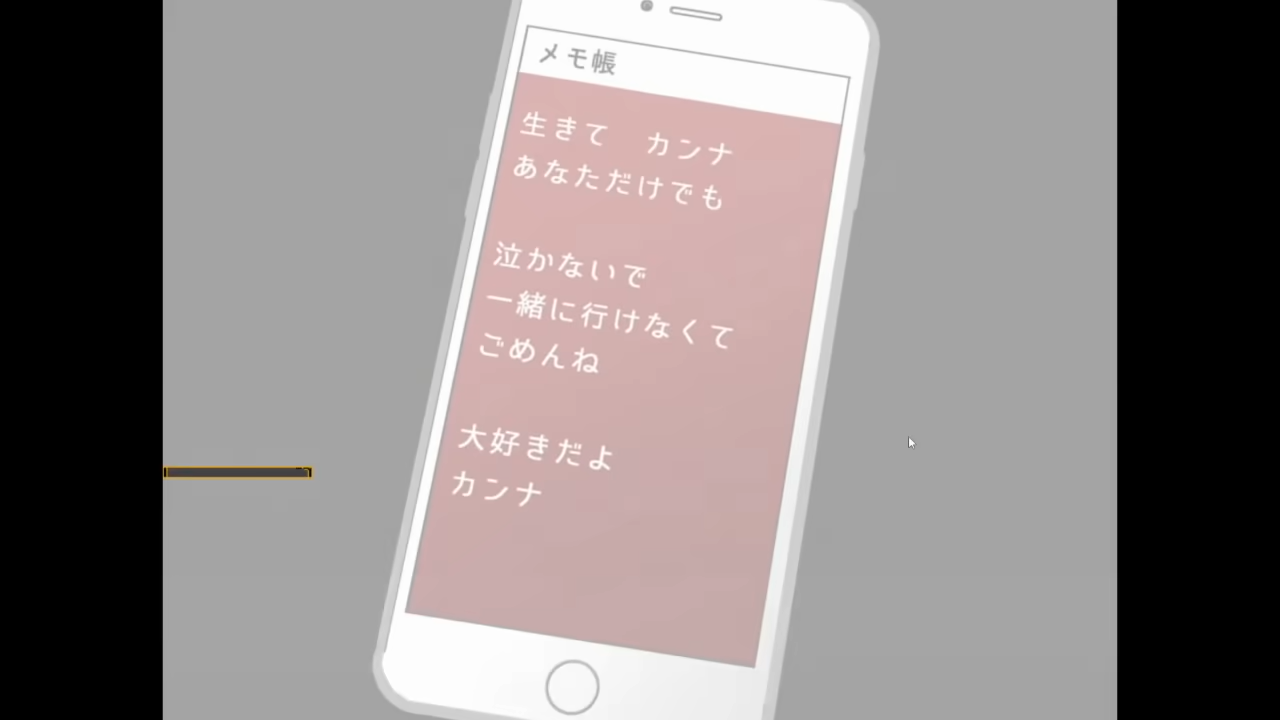 メモ帳
生きて　カンナ
あなただけでも
泣かないで
一緒に行けなくて
ごめんね
大好きだよ
カンナ